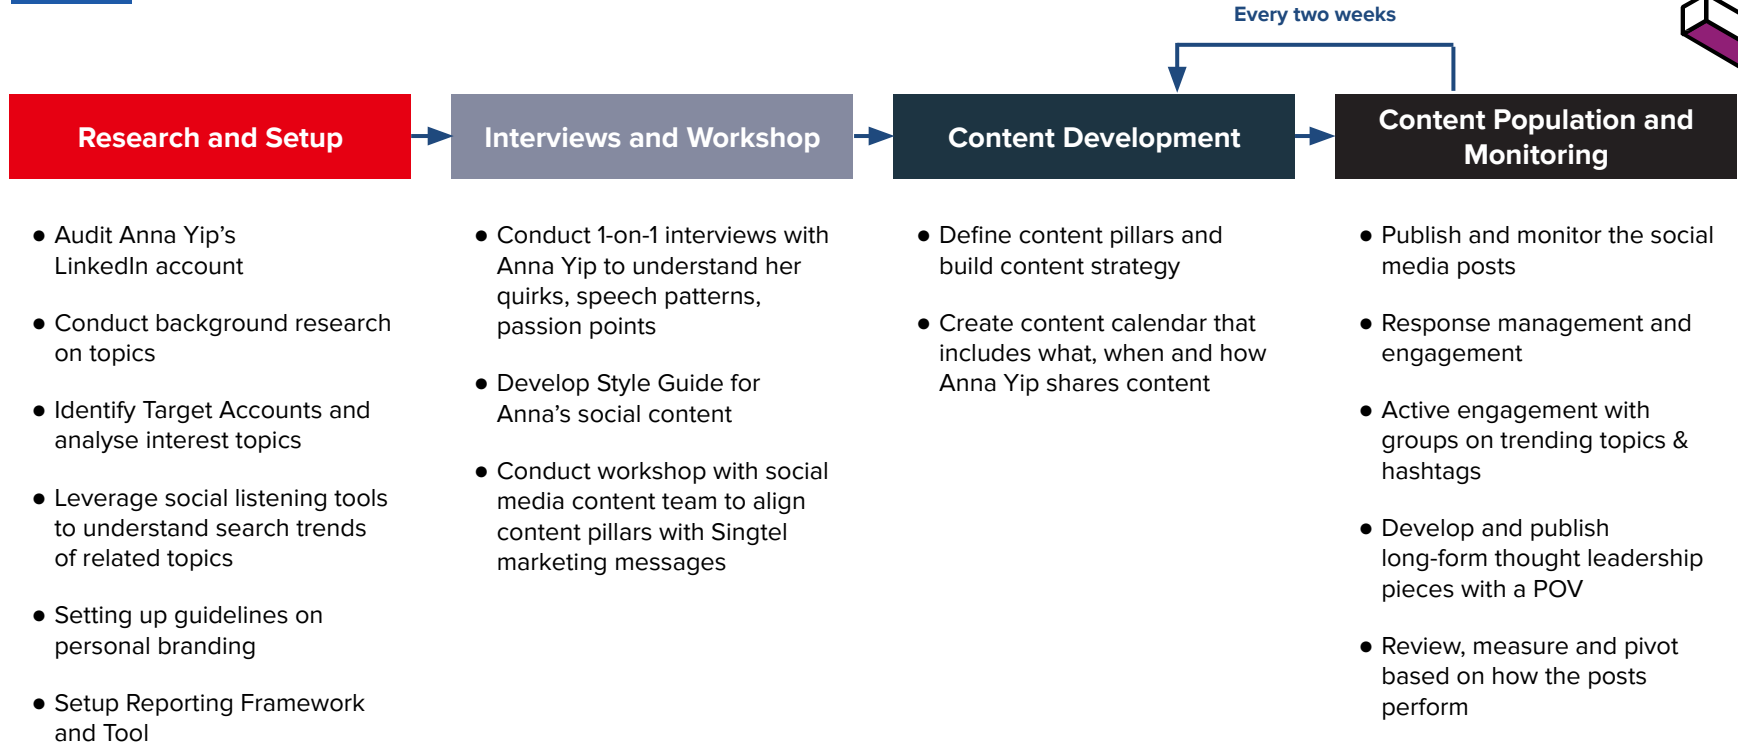 Every two weeks
Research and Setup
● Audit Anna Yip’s
LinkedIn account
● Conduct background research
on topics
● Identify Target Accounts and
analyse interest topics
● Leverage social listening tools
to understand search trends
of related topics
● Setting up guidelines on
personal branding
● Setup Reporting Framework
and Tool
Interviews and Workshop
● Conduct 1-on-1 interviews with
Anna Yip to understand her
quirks, speech patterns,
passion points
● Develop Style Guide for
Anna’s social content
● Conduct workshop with social
media content team to align
content pillars with Singtel
marketing messages
Content Development
● Define content pillars and
build content strategy
● Create content calendar that
includes what, when and how
Anna Yip shares content
Content Population and
Monitoring
● Publish and monitor the social
media posts
● Response management and
engagement
● Active engagement with
groups on trending topics &
hashtags
● Develop and publish
long-form thought leadership
pieces with a POV
● Review, measure and pivot
based on how the posts
perform